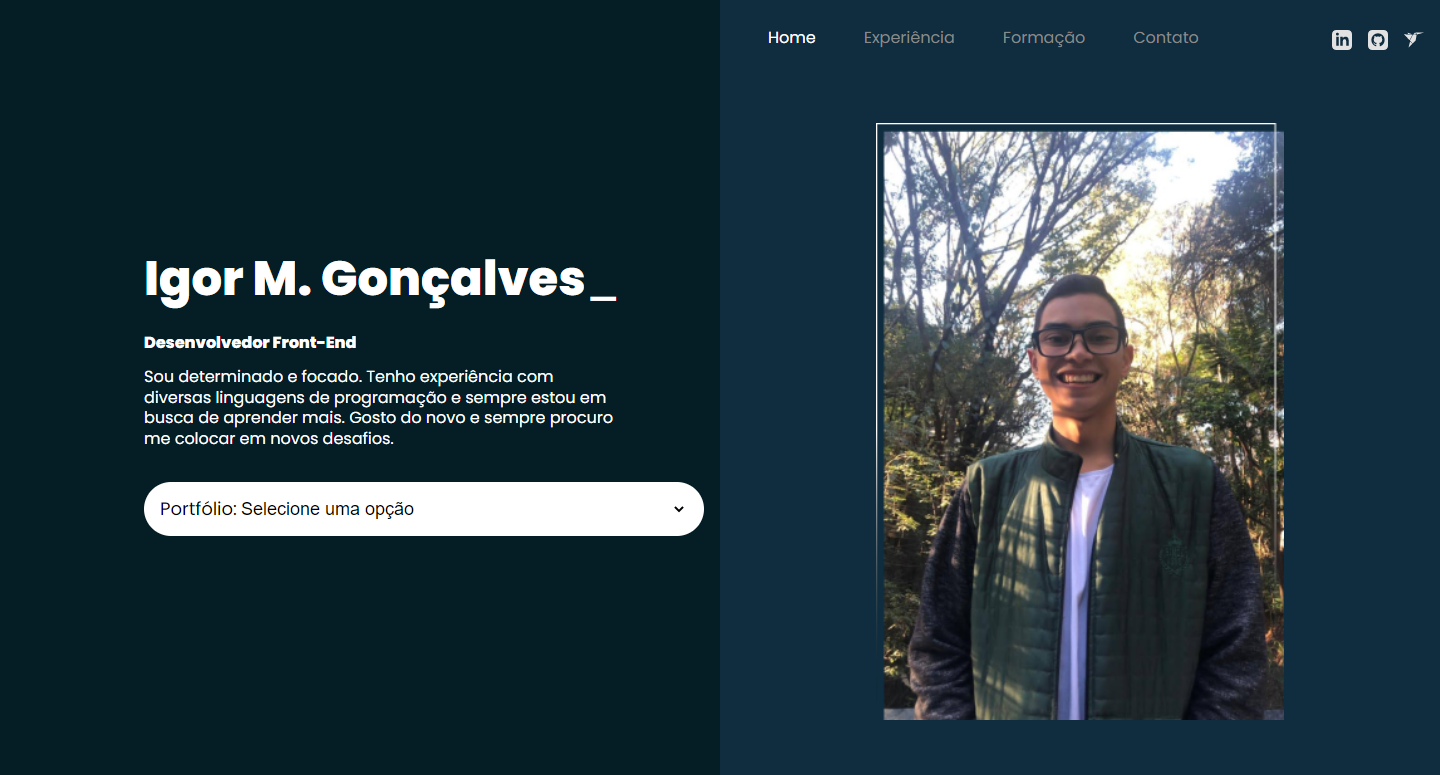 Home Experiência Formação Contato
in
Igor M. Gonçalves_
Desenvolvedor Front-End
Sou determinado e focado. Tenho experiência com
diversas linguagens de programação e sempre estou em
busca de aprender mais. Gosto do novo e sempre procuro
me colocar em novos desafios.
Portfólio: Selecione uma opção